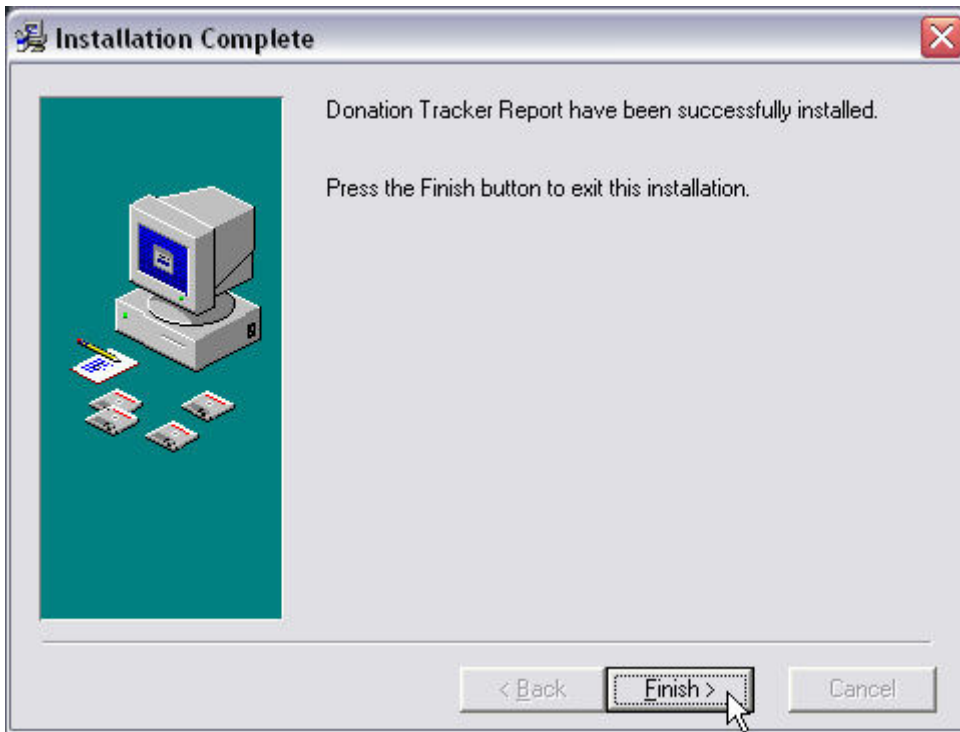 Installation Complete
Donation Tracker Report have been successfully installed.
Press the Finish button to exit this installation.
< Back
Finish >
Cancel